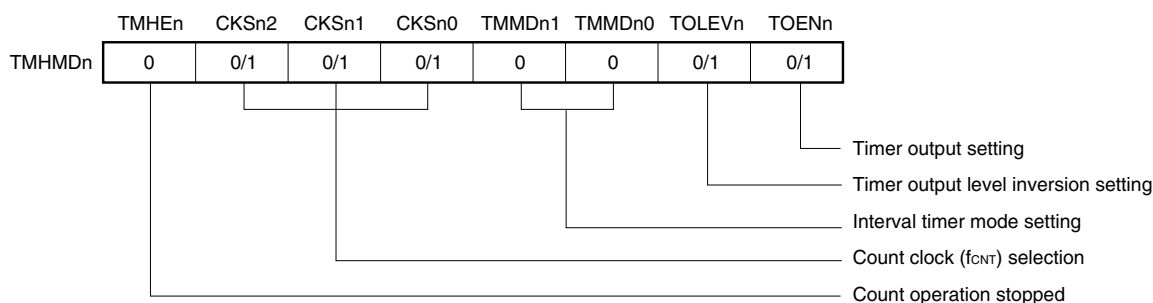 TMHEn CKSn2 CKSn1 CKSn0 TMMDn1 TMMDn0 TOLEVn TOENn
TMHMDn 0 0/1 0/1 0/1 0 0 0/1 0/1
Timer output setting
Timer output level inversion setting
Interval timer mode setting
Count clock (fCNT) selection
Count operation stopped